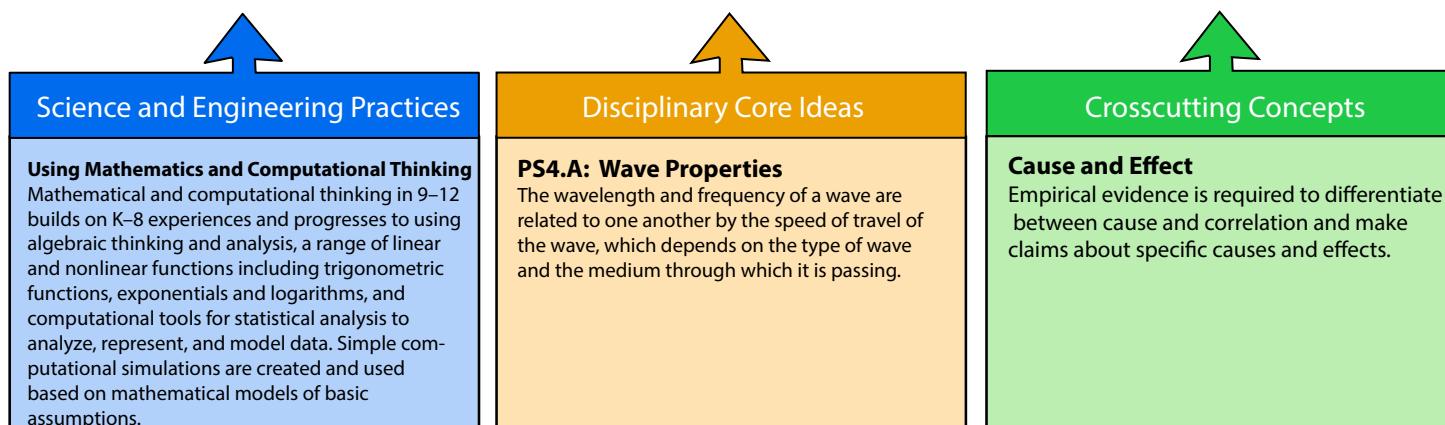 Science and Engineering Practices
Using Mathematics and Computational Thinking
Mathematical and computational thinking in 9–12
builds on K–8 experiences and progresses to using
algebraic thinking and analysis, a range of linear
and nonlinear functions including trigonometric
functions, exponentials and logarithms, and
computational tools for statistical analysis to
analyze, represent, and model data. Simple com-
putational simulations are created and used
based on mathematical models of basic
assumptions.
Disciplinary Core Ideas
PS4.A: Wave Properties
The wavelength and frequency of a wave are
related to one another by the speed of travel of
the wave, which depends on the type of wave
and the medium through which it is passing.
Crosscutting Concepts
Cause and Effect
Empirical evidence is required to differentiate
between cause and correlation and make
claims about specific causes and effects.